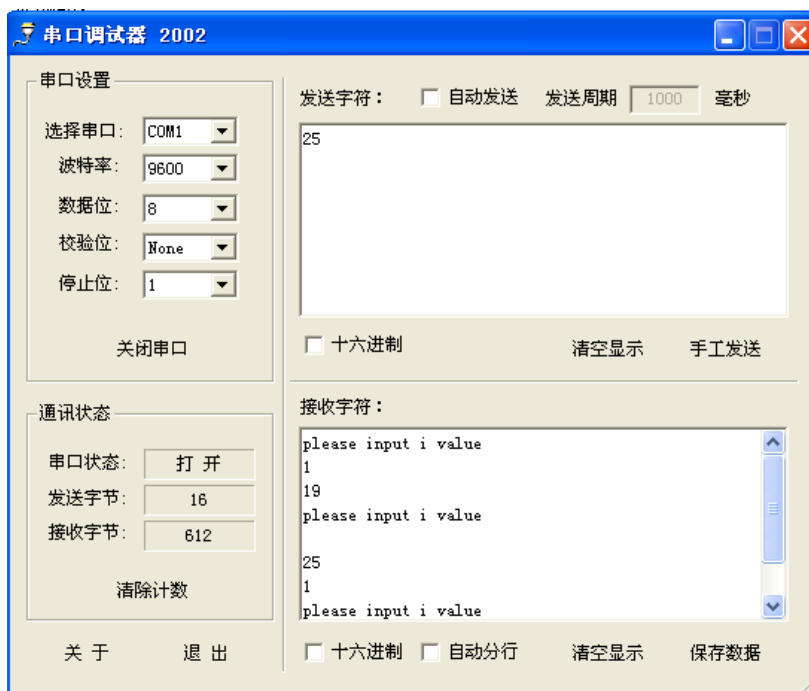 串口调试器 2002
串口设置
选择串口: COM1
波特率: 9600
数据位: 8
校验位: None
停止位: 1
关闭串口
通讯状态
串口状态: 打 开
发送字节: 16
接收字节: 612
清除计数
关 于 退 出
发送字符: 自动发送 发送周期 1000 毫秒
25
十六进制 清空显示 手工发送
接收字符:
please input i value
1
19
please input i value
25
1
please input i value
十六进制 自动分行 清空显示 保存数据